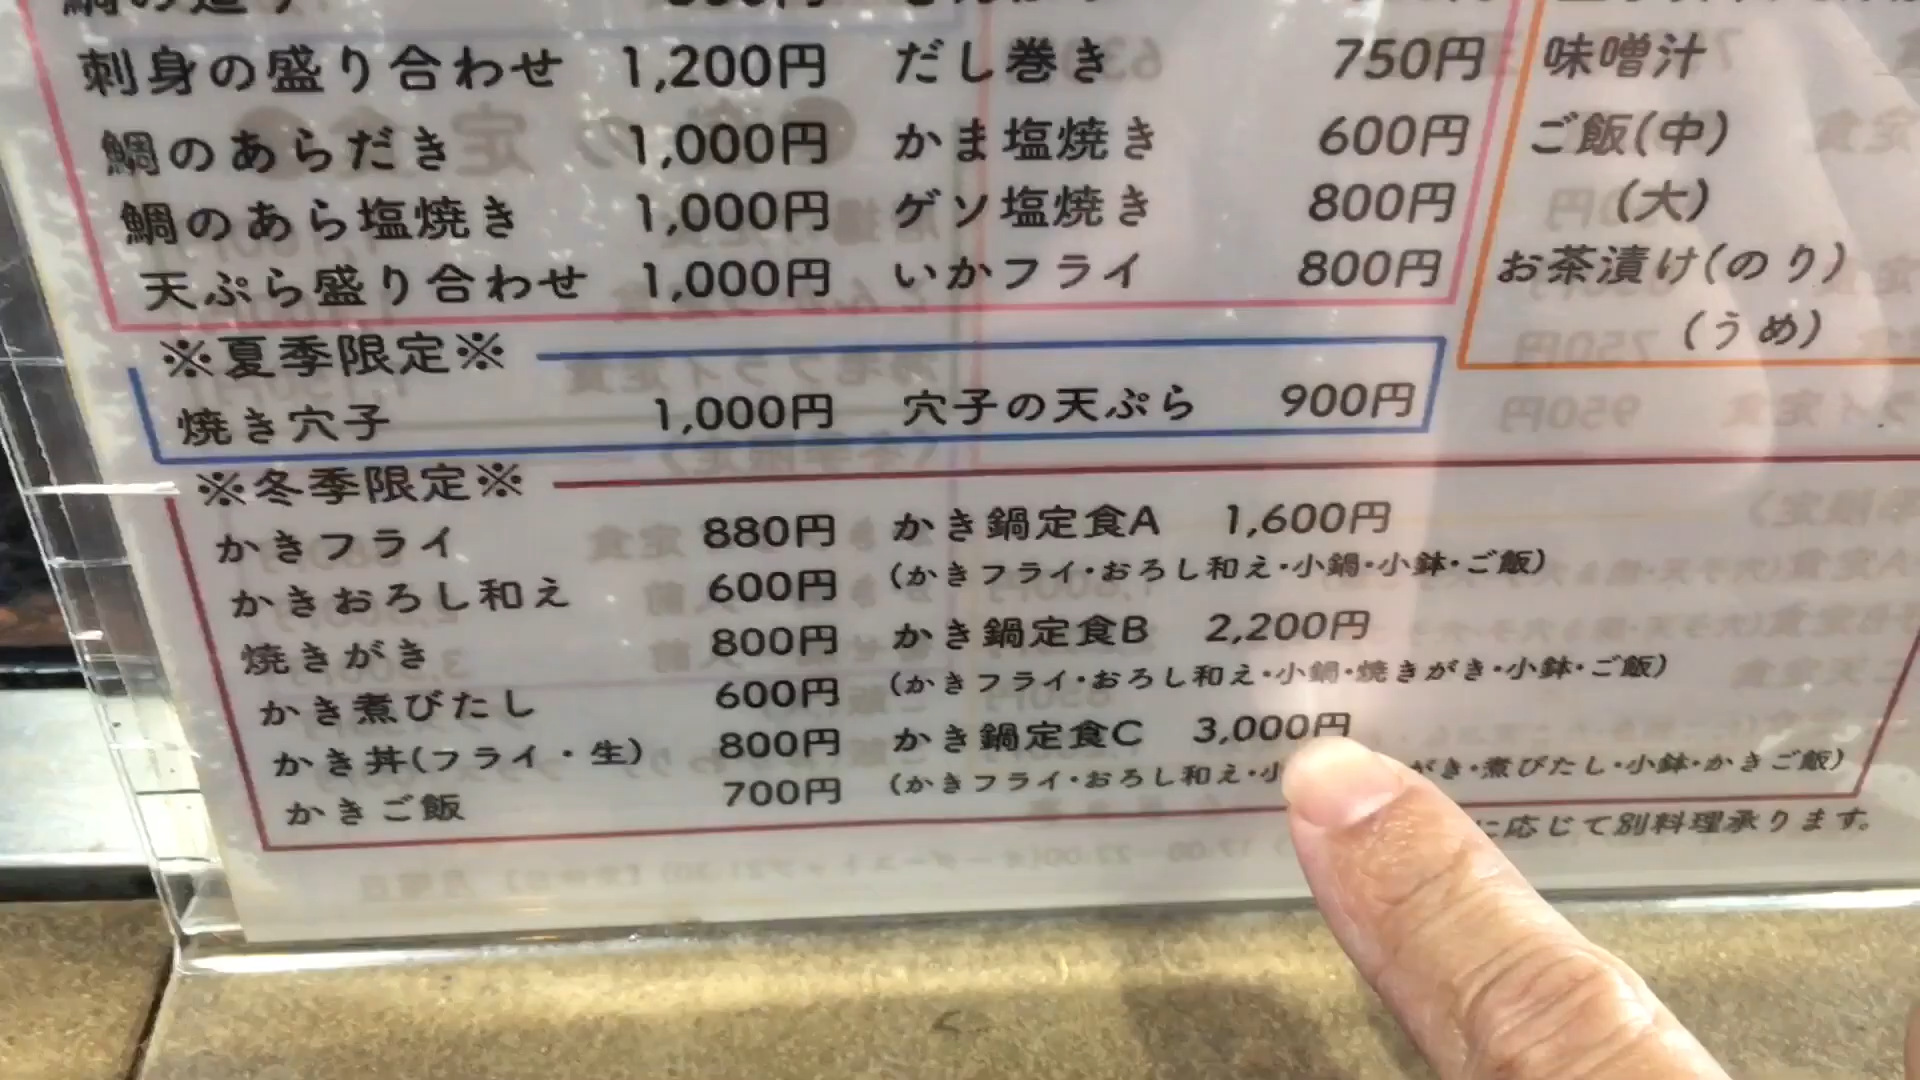 刺身の盛り合わせ 1,200円 だし巻き 750円 味噌汁
鯛のあらだき 1,000円 かま塩焼き 600円 ご飯(中)
鯛のあら塩焼き 1,000円 ゲソ塩焼き 800円 (大)
天ぷら盛り合わせ 1,000円 いかフライ 800円 お茶漬け(のり)
(うめ)
※夏季限定※
焼き穴子 1,000円 穴子の天ぷら 900円
※冬季限定※
かきフライ 880円
かきおろし和え 600円
焼きがき 800円
かき煮びたし 600円
かき丼(フライ・生) 800円
かきご飯 700円
かき鍋定食A 1,600円
(かきフライ・おろし和え・小鍋・小鉢・ご飯)
かき鍋定食B 2,200円
(かきフライ・おろし和え・小鍋・焼きがき・小鉢・ご飯)
かき鍋定食C 3,000円
(かきフライ・おろし和え・小 がき・煮びたし・小鉢・かきご飯)
に応じて別料理承ります。